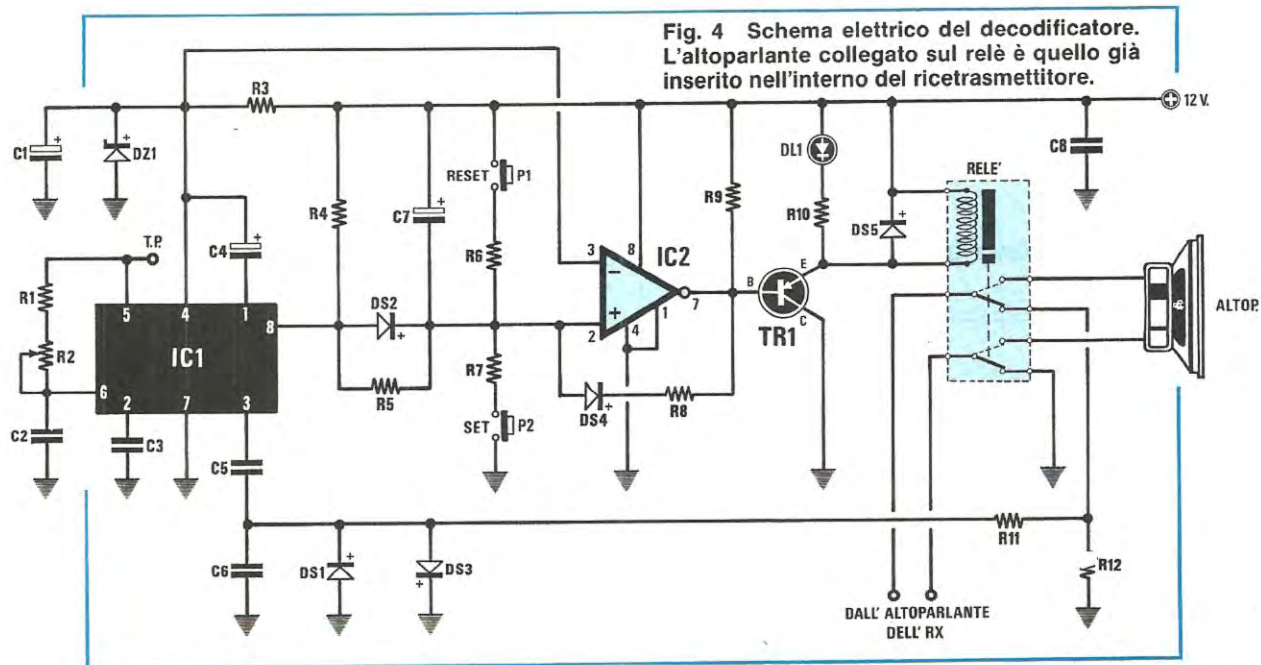 Fig. 4 Schema elettrico del decodificatore.
L'altoparlante collegato sul relè è quello già
inserito nell'interno del ricetrasmettitore.
R3
12 V.
C1
DZ1
C4
T.P.
R4
C7
RESET
P1
R6
IC2
R9
DL1
R10
DS5
RELE'
C8
R1
R2
5
4
1
8
IC1
6
2
7
3
DS2
R5
R7
SET
P2
3
8
2
4
1
7
DS4
R8
B
E
C
TR1
ALTOP.
C2
C3
C5
C6
DS1
DS3
R11
R12
DALL' ALTOPARLANTE
DELL' RX